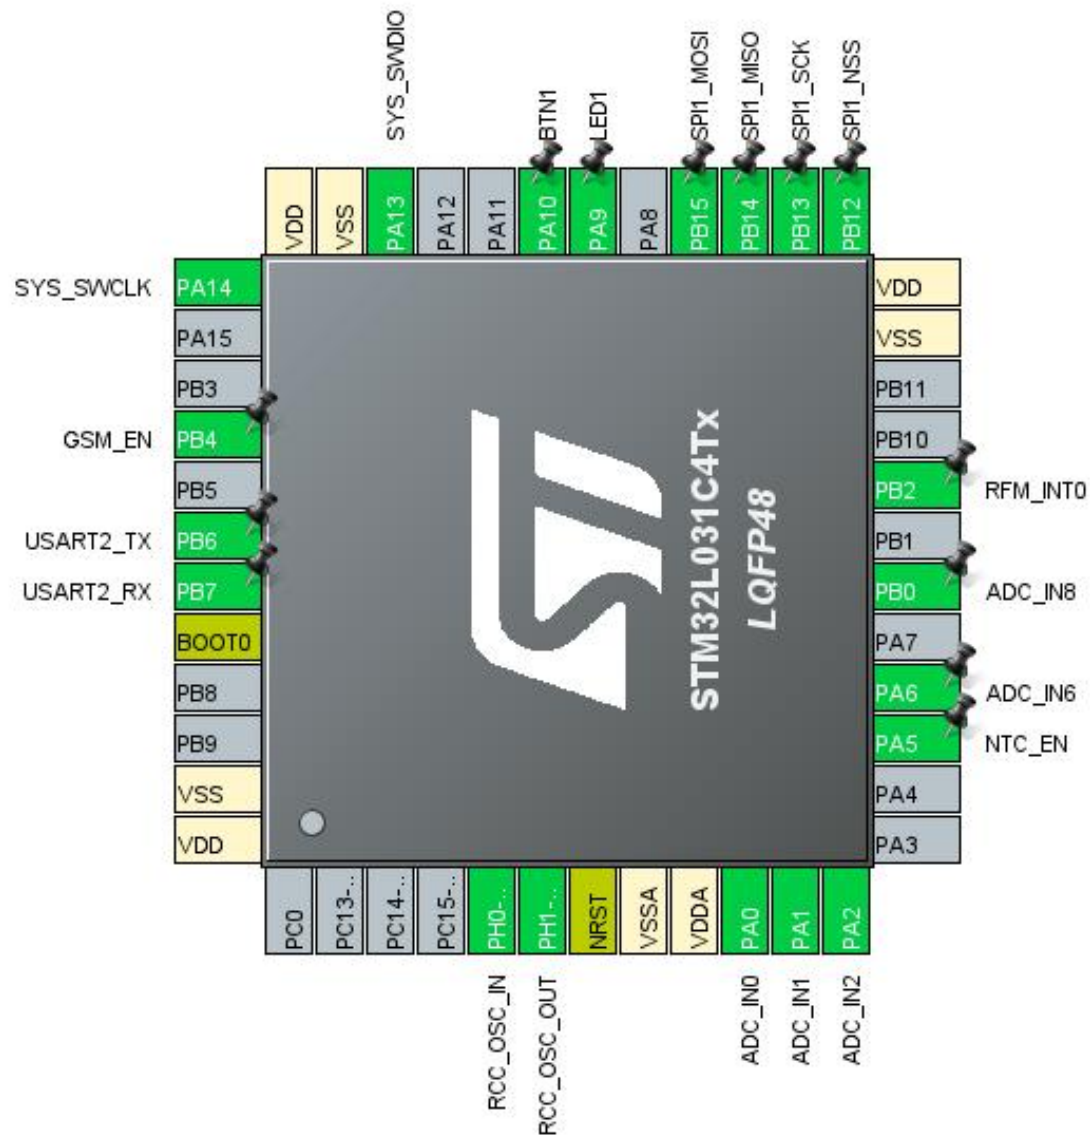 SYS_SWDIO
BTN1
LED1
SPI1_MOSI
SPI1_MISO
SPI1_SCK
SPI1_NSS
VDD
VSS
PA13
PA12
PA11
PA10
PA9
PA8
PB15
PB14
PB13
PB12
SYS_SWCLK
PA14
PA15
PB3
GSM_EN
PB4
PB5
USART2_TX
PB6
USART2_RX
PB7
BOOT0
PB8
PB9
VSS
VDD
STM32L031C4Tx
LQFP48
VDD
VSS
PB11
PB10
PB2
RFM_INT0
PB1
PB0
ADC_IN8
PA7
PA6
ADC_IN6
PA5
NTC_EN
PA4
PA3
PC0
PC13-..
PC14-..
PC15-..
PH0-..
PH1-..
NRST
VSSA
VDDA
PA0
PA1
PA2
RCC_OSC_IN
RCC_OSC_OUT
ADC_IN0
ADC_IN1
ADC_IN2